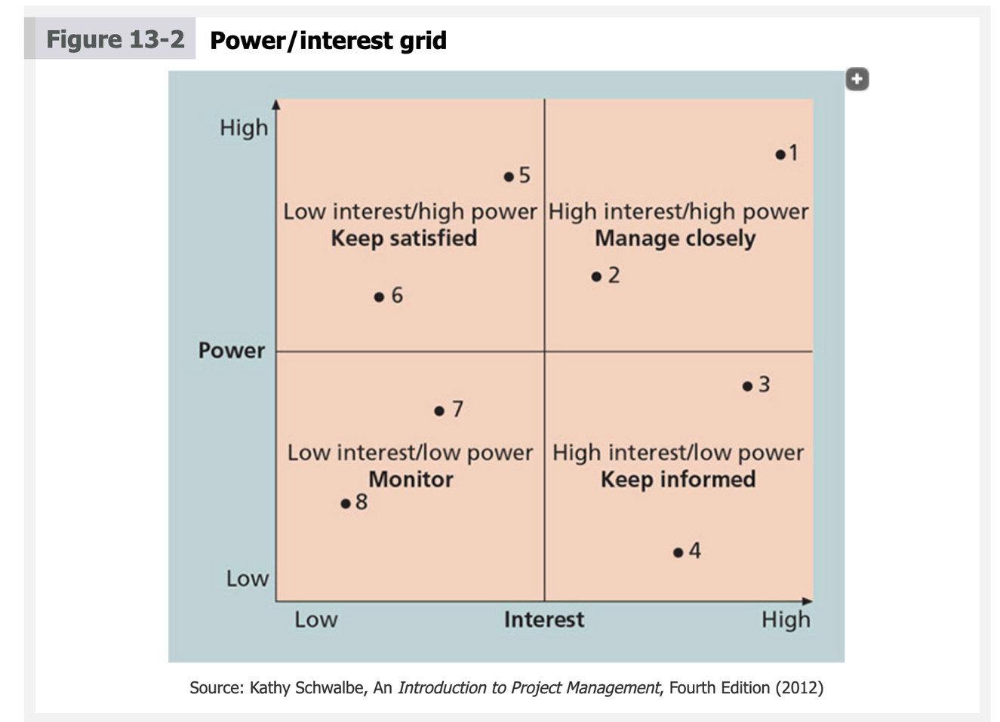 Figure 13-2 Power/interest grid
High
1
5
Low interest/high power
Keep satisfied
High interest/high power
Manage closely
2
6
Power
3
7
Low interest/low power
Monitor
High interest/low power
Keep informed
8
4
Low
Low Interest High
Source: Kathy Schwalbe, An Introduction to Project Management, Fourth Edition (2012)